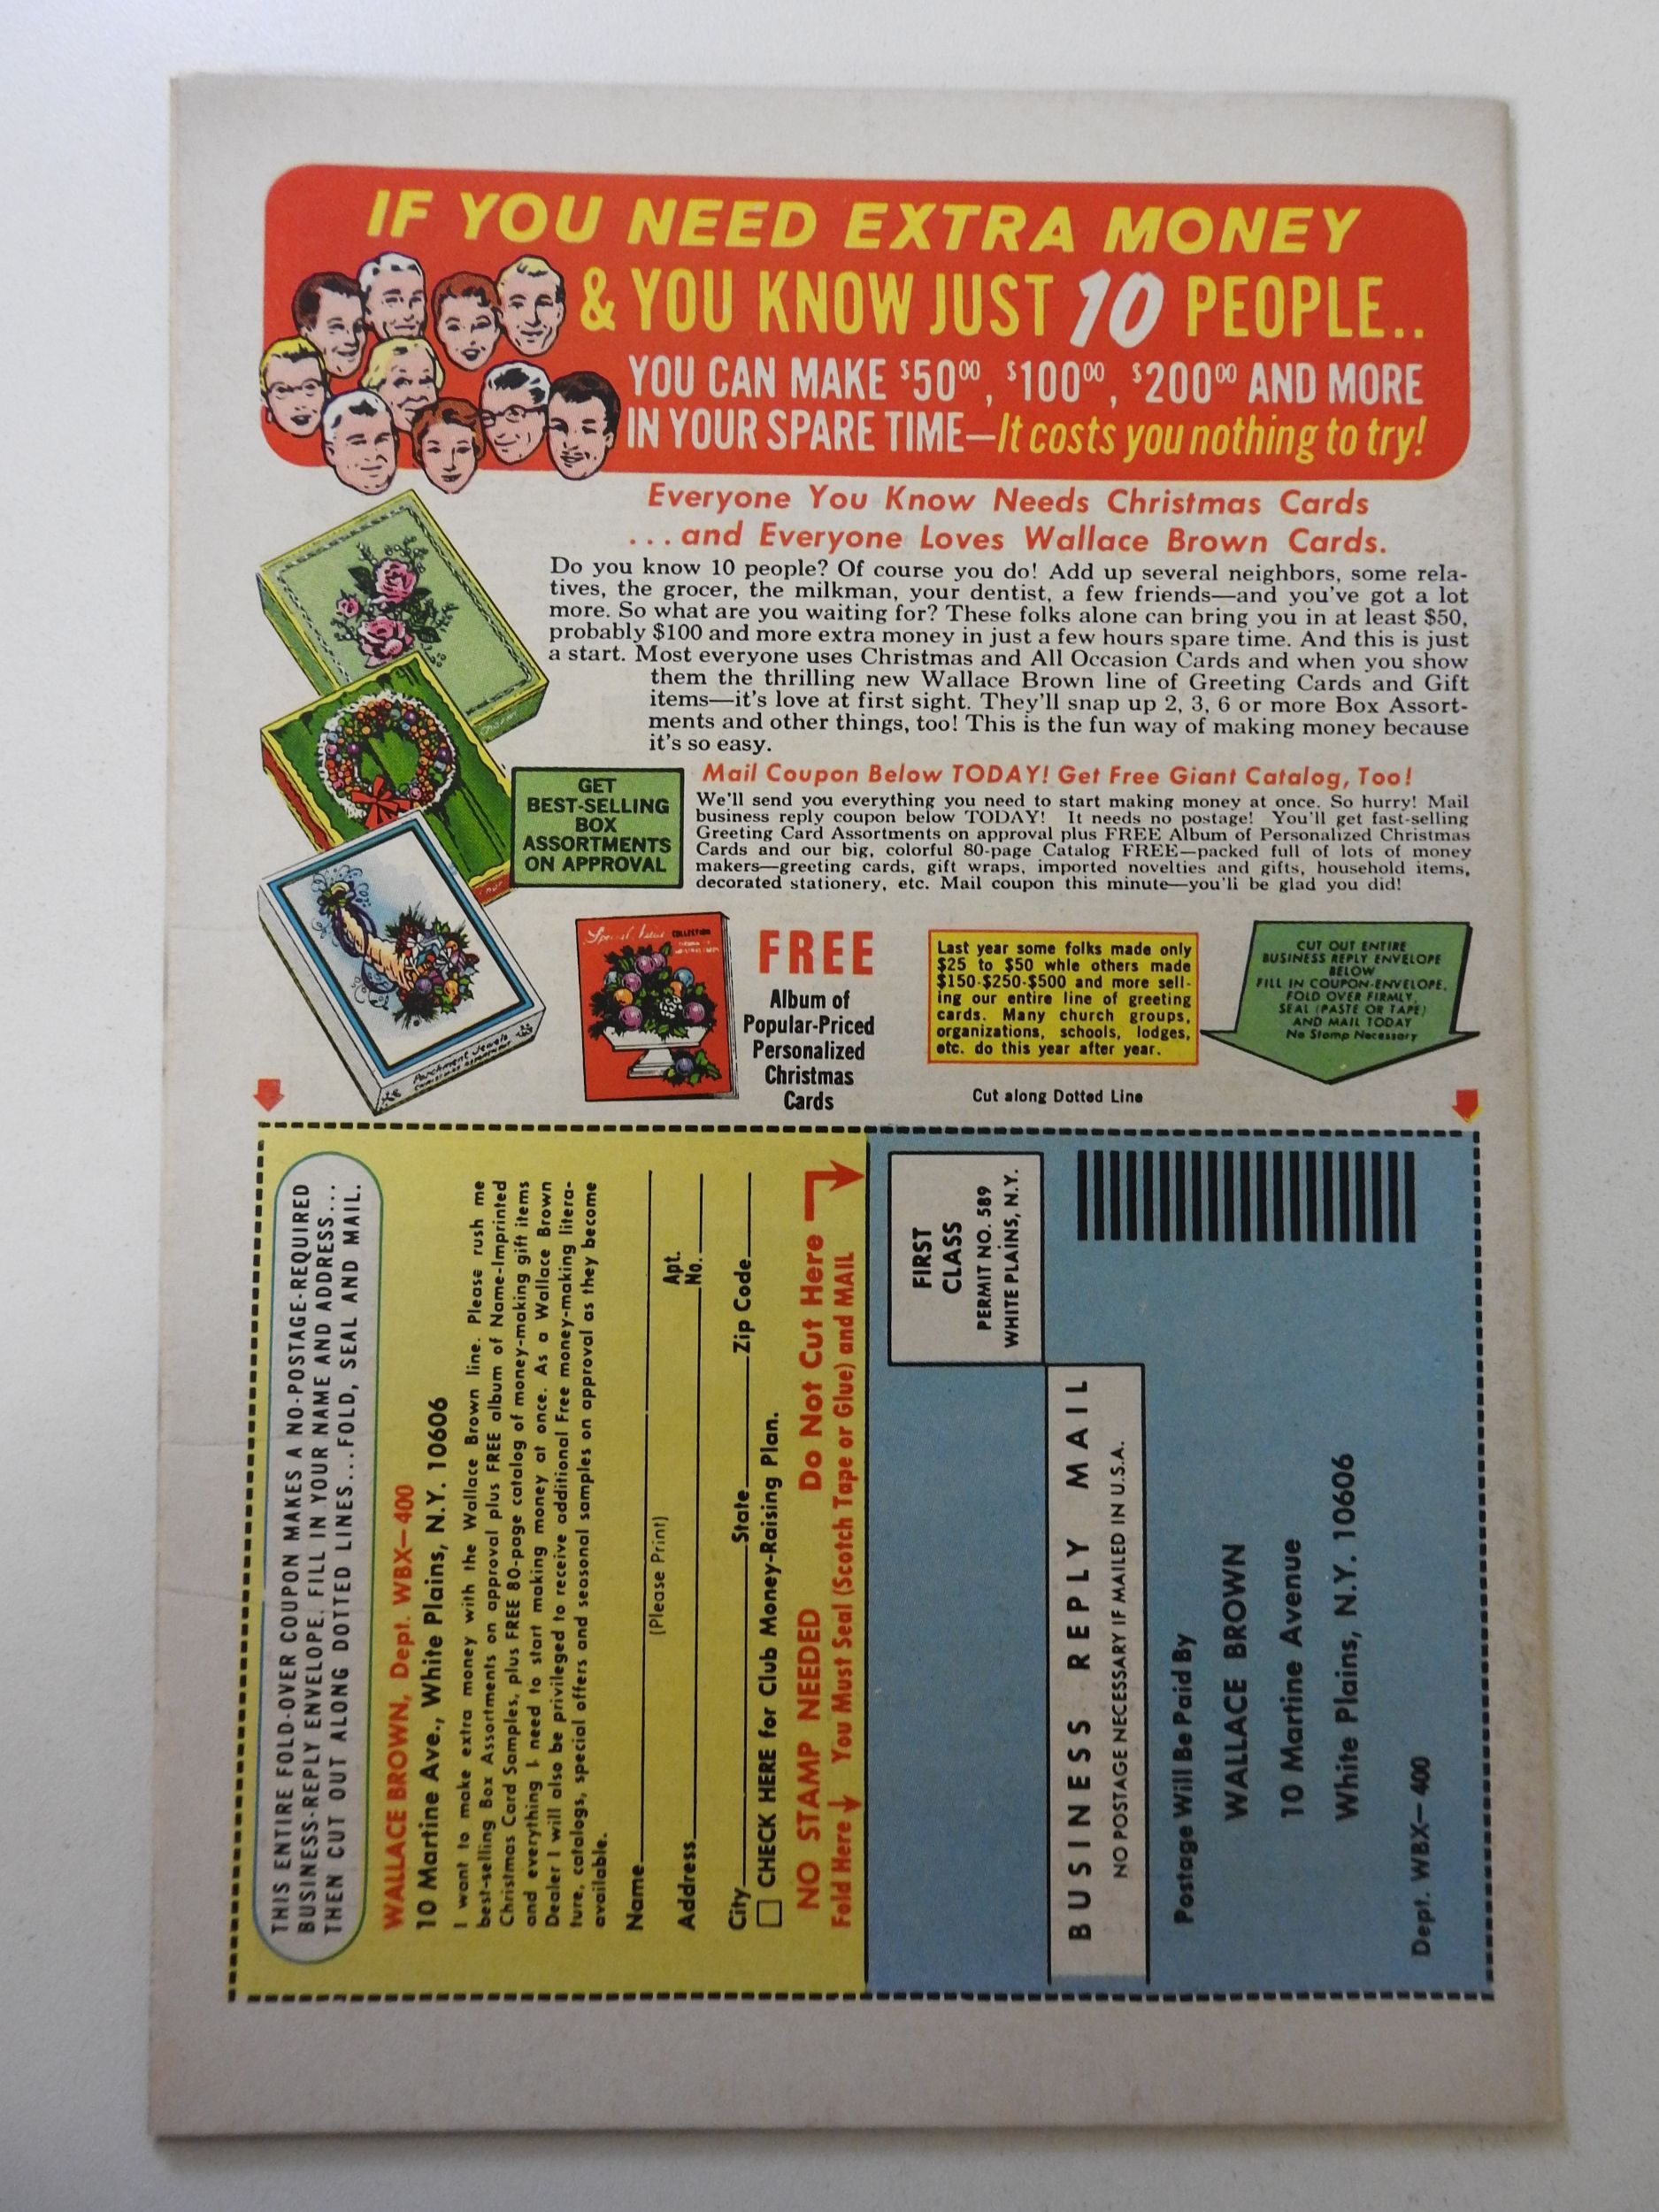 IF YOU NEED EXTRA MONEY
& YOU KNOW JUST 10 PEOPLE..
YOU CAN MAKE $50⁰⁰, $100⁰⁰, $200⁰⁰ AND MORE
IN YOUR SPARE TIME—It costs you nothing to try!
Everyone You Know Needs Christmas Cards
...and Everyone Loves Wallace Brown Cards.
Do you know 10 people? Of course you do! Add up several neighbors, some rela-
tives, the grocer, the milkman, your dentist, a few friends—and you've got a lot
more. So what are you waiting for? These folks alone can bring you in at least $50,
probably $100 and more extra money in just a few hours spare time. And this is just
a start. Most everyone uses Christmas and All Occasion Cards and when you show
them the thrilling new Wallace Brown line of Greeting Cards and Gift
items—it's love at first sight. They'll snap up 2, 3, 6 or more Box Assort-
ments and other things, too! This is the fun way of making money because
it's so easy.
GET
BEST-SELLING
BOX
ASSORTMENTS
ON APPROVAL
Mail Coupon Below TODAY! Get Free Giant Catalog, Too!
We'll send you everything you need to start making money at once. So hurry! Mail
business reply coupon below TODAY! It needs no postage! You'll get fast-selling
Greeting Card Assortments on approval plus FREE Album of Personalized Christmas
Cards and our big, colorful 80-page Catalog FREE—packed full of lots of money
makers—greeting cards, gift wraps, imported novelties and gifts, household items,
decorated stationery, etc. Mail coupon this minute—you'll be glad you did!
Parchment Jewels
Special Value COLLECTION
FREE
Album of
Popular-Priced
Personalized
Christmas
Cards
Last year some folks made only
$25 to $50 whle others made
$150-$250-$500 and more sell-
ing our entire line of greeting
cards. Many church groups,
organizations, schools, lodges,
etc. do this year after year.
Cut along Dotted Line
CUT OUT ENTIRE
BUSINESS REPLY ENVELOPE
BELOW
FILL IN COUPON-ENVELOPE,
FOLD OVER FIRMLY,
SEAL (PASTE OR TAPE)
AND MAIL TODAY
No Stamp Necessary
THIS ENTIRE FOLD-OVER COUPON MAKES A NO-POSTAGE-REQUIRED
BUSINESS-REPLY ENVELOPE. FILL IN YOUR NAME AND ADDRESS...
THEN CUT OUT ALONG DOTTED LINES...FOLD, SEAL AND MAIL.
WALLACE BROWN, Dept. WBX—400
10 Martine Ave., White Plains, N.Y. 10606
I want to make extra money with the Wallace Brown line. Please rush me
best-selling Box Assortments on approval plus FREE album of Name-Imprinted
Christmas Card Samples, plus FREE 80-page catalog of money-making gift items
and everything I need to start making money at once. As a Wallace Brown
Dealer I will also be privileged to receive additional Free money-making litera-
ture, catalogs, special offers and seasonal samples on approval as they become
available.
Name
(Please Print)
Address Apt. No.
City State Zip Code
CHECK HERE for Club Money-Raising Plan.
NO STAMP NEEDED Do Not Cut Here
Fold Here You Must Seal (Scotch Tape or Glue) and MAIL
FIRST
CLASS
PERMIT NO. 589
WHITE PLAINS, N.Y.
BUSINESS REPLY MAIL
NO POSTAGE NECESSARY IF MAILED IN U.S.A.
Postage Will Be Paid By
WALLACE BROWN
10 Martine Avenue
White Plains, N.Y. 10606
Dept. WBX—400